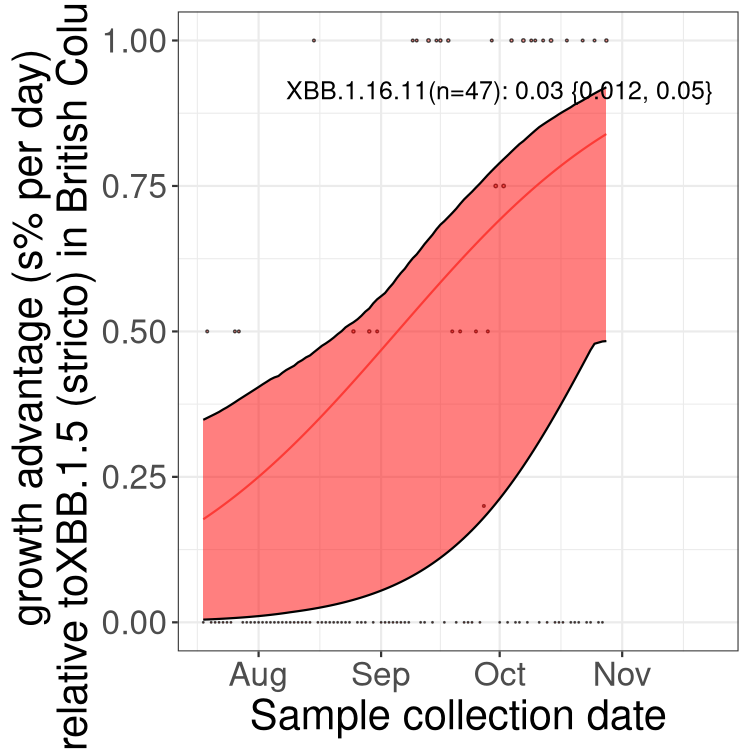 growth advantage (s% per day)
relative toXBB.1.5 (stricto) in British Colu
1.00
0.75
0.50
0.25
0.00
XBB.1.16.11(n=47): 0.03 {0.012, 0.05}
Aug Sep Oct Nov
Sample collection date